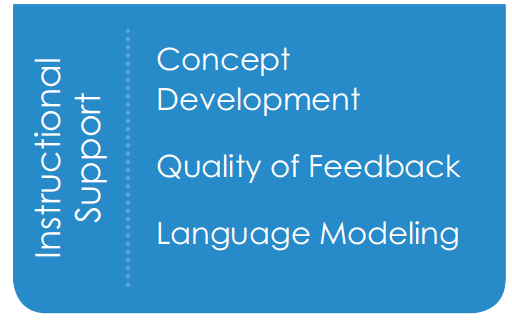 Instructional
Support
Concept
Development
Quality of Feedback
Language Modeling